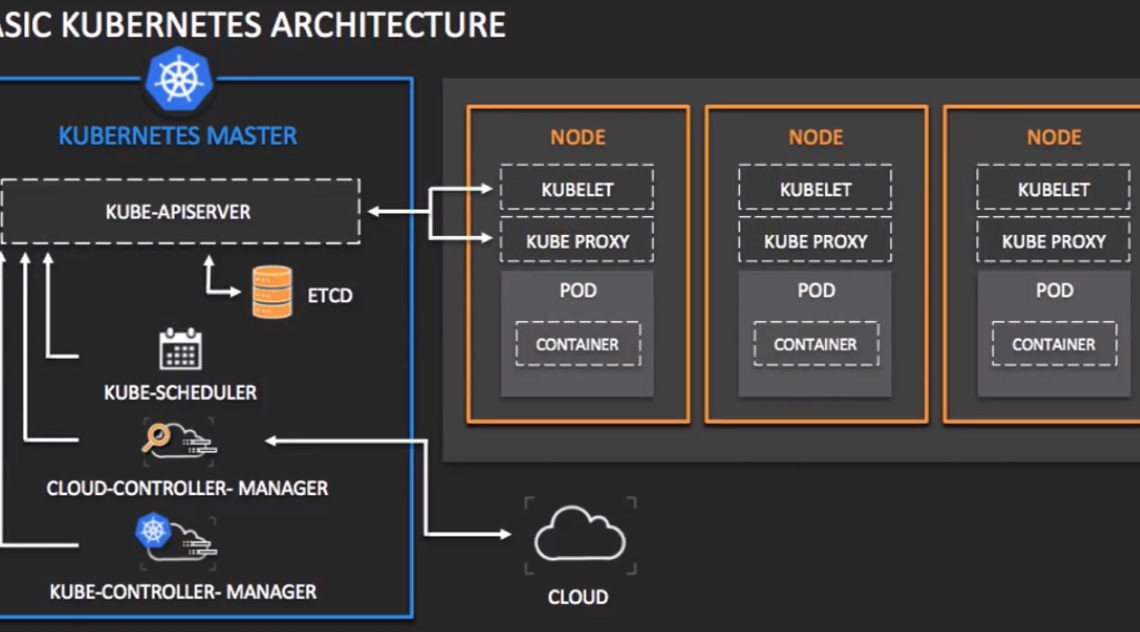 ASIC KUBERNETES ARCHITECTURE
KUBERNETES MASTER
KUBE-APISERVER
ETCD
KUBE-SCHEDULER
CLOUD-CONTROLLER- MANAGER
KUBE-CONTROLLER- MANAGER
NODE
KUBELET
KUBE PROXY
POD
CONTAINER
NODE
KUBELET
KUBE PROXY
POD
CONTAINER
NODE
KUBELET
KUBE PROXY
POD
CONTAINER
CLOUD